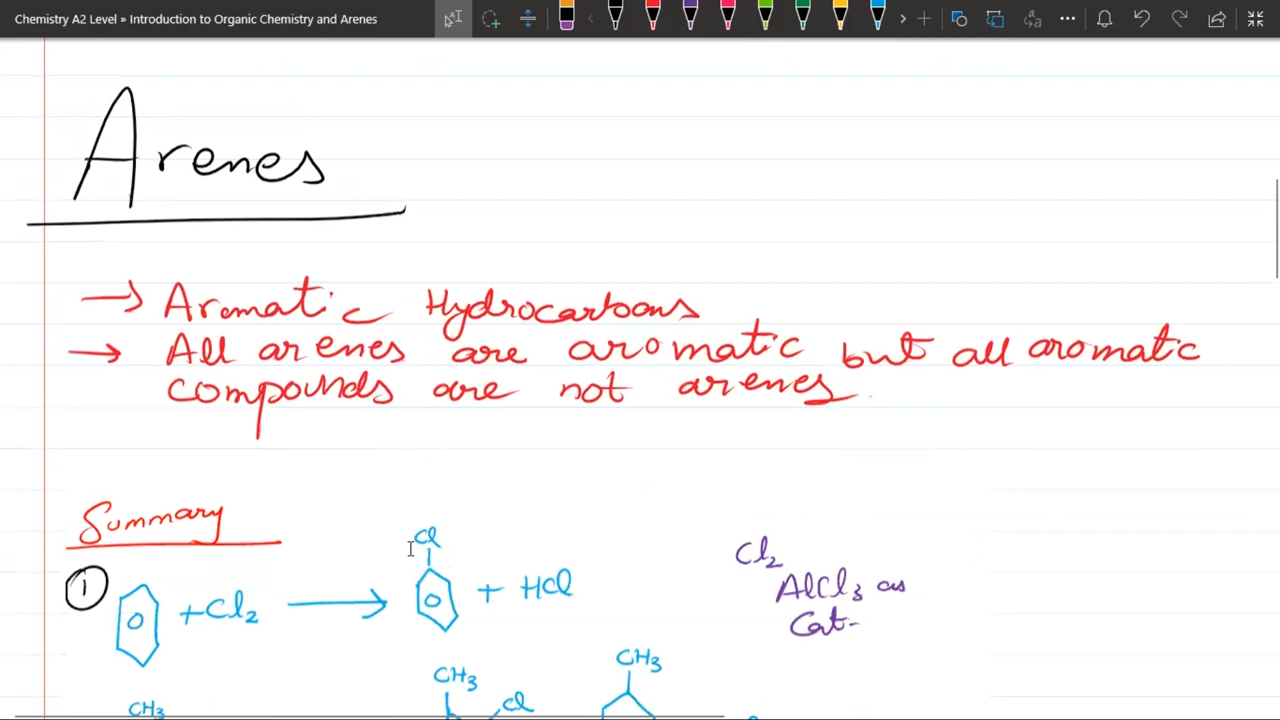 Chemistry A2 Level » Introduction to Organic Chemistry and Arenes
Arenes
→ Aromatic Hydrocarbons
→ All arenes are aromatic but all aromatic
compounds are not arenes.
Summary
① + Cl₂ → Cl + HCl
Cl₂
AlCl₃ as
Cat-
CH₃
CH₃
Cl
CH₃